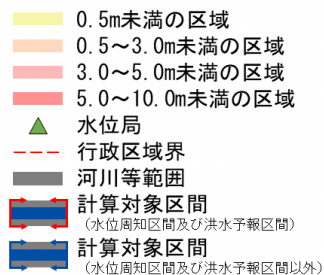 0.5m未満の区域
0.5～3.0m未満の区域
3.0～5.0m未満の区域
5.0～10.0m未満の区域
水位局
行政区域界
河川等範囲
計算対象区間
（水位周知区間及び洪水予報区間）
計算対象区間
（水位周知区間及び洪水予報区間以外）